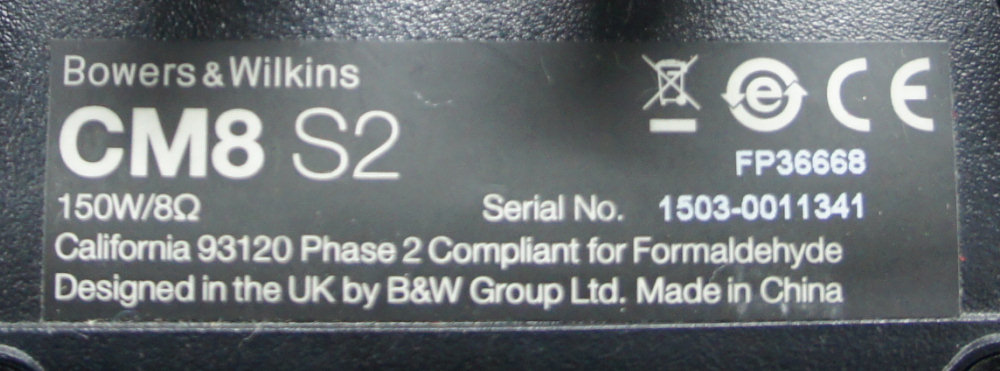 Bowers & Wilkins
CM8 S2
FP36668
150W/8Ω Serial No. 1503-0011341
California 93120 Phase 2 Compliant for Formaldehyde
Designed in the UK by B&W Group Ltd. Made in China